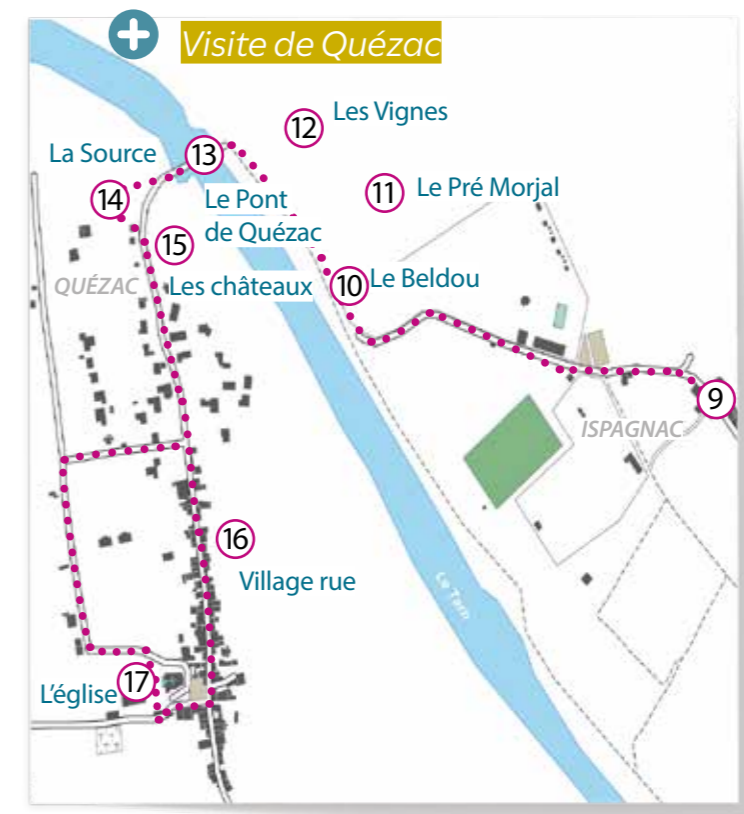 +
Visite de Quézac
12
Les Vignes
La Source
13
14
11
Le Pré Morjal
Le Pont
de Quézac
15
QUÉZAC
Les châteaux
10
Le Beldou
9
ISPAGNAC
16
Village rue
Le Tarn
17
L'église